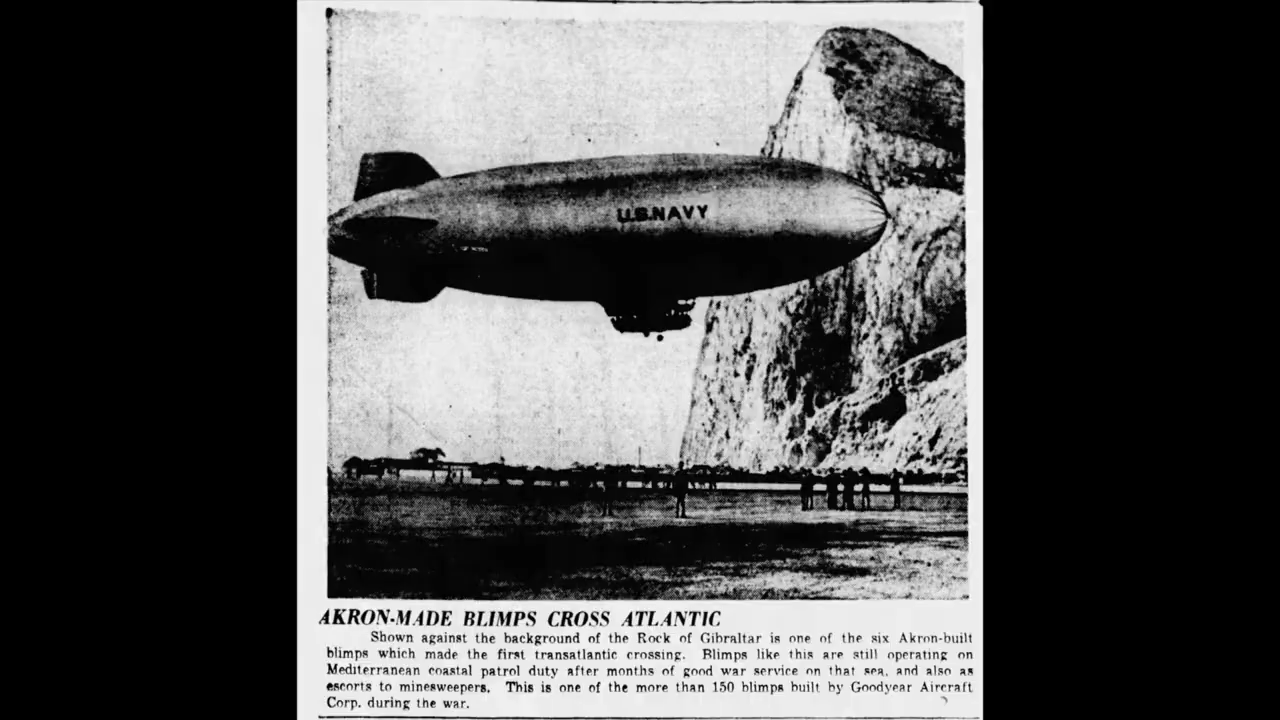 U.S.NAVY
AKRON-MADE BLIMPS CROSS ATLANTIC
Shown against the background of the Rock of Gibraltar is one of the six Akron-built
blimps which made the first transatlantic crossing. Blimps like this are still operating on
Mediterranean coastal patrol duty after months of good war service on that sea, and also as
escorts to minesweepers. This is one of the more than 150 blimps built by Goodyear Aircraft
Corp. during the war.